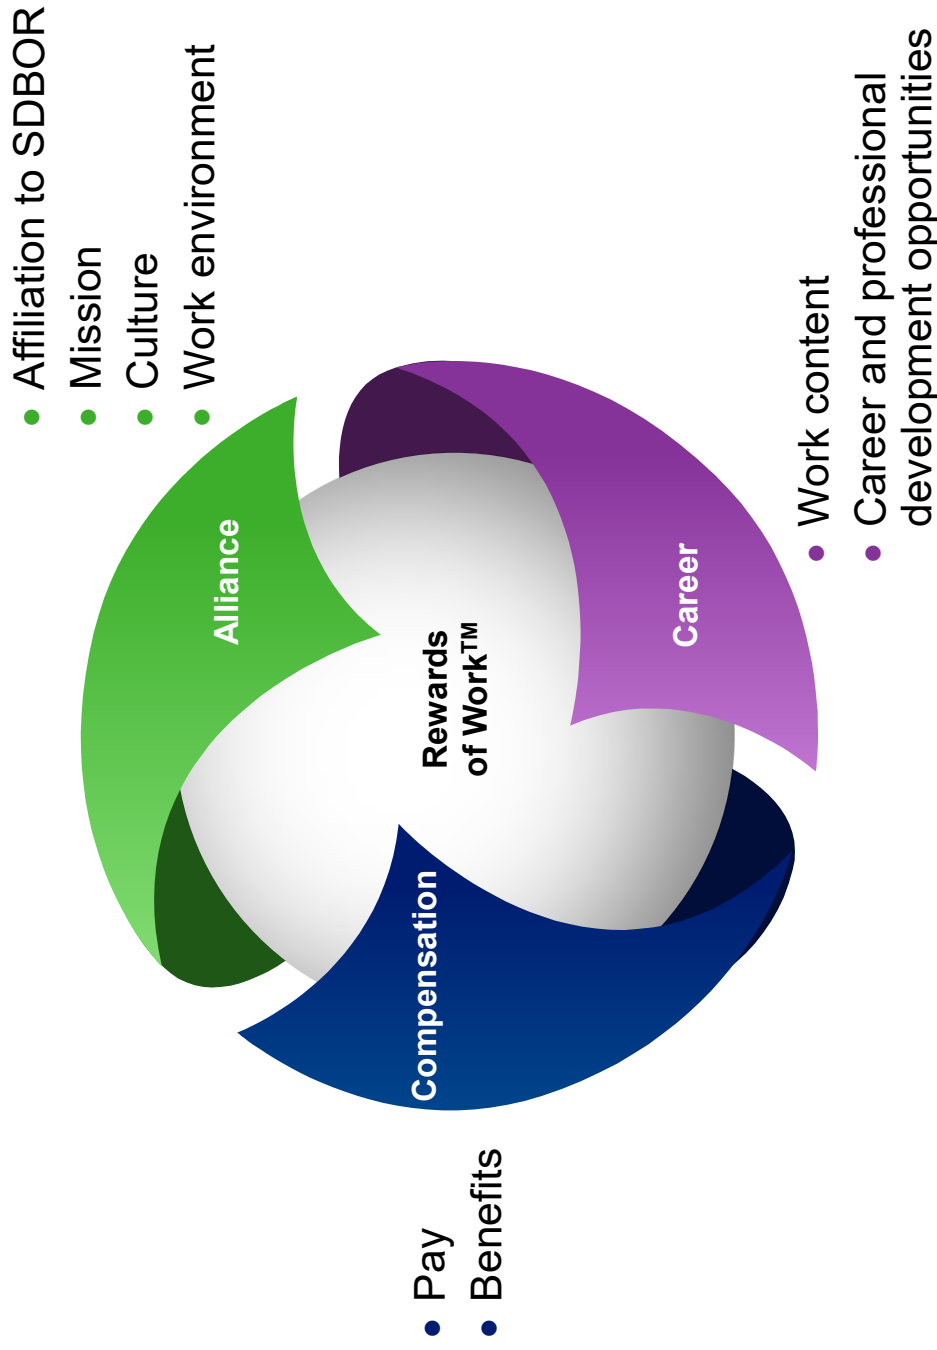 Affiliation to SDBOR
Mission
Culture
Work environment
Alliance
Rewards
of Work™
Compensation
Career
Pay
Benefits
Work content
Career and professional
development opportunities